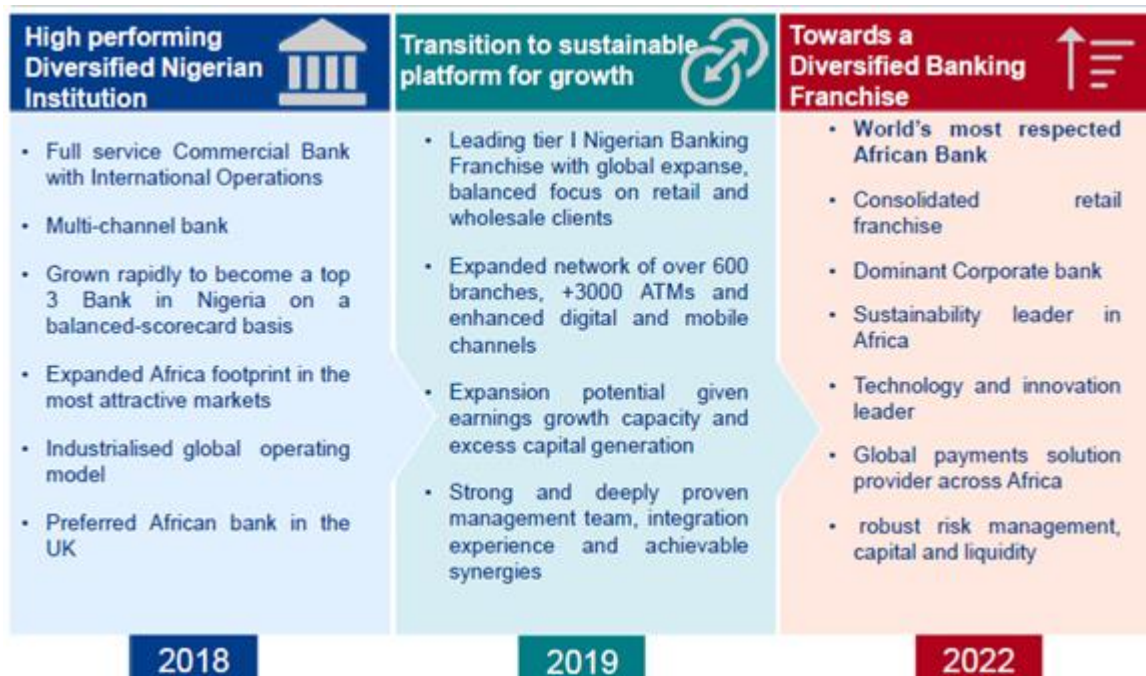 High performing
Diversified Nigerian
Institution
• Full service Commercial Bank
with International Operations
• Multi-channel bank
• Grown rapidly to become a top
3 Bank in Nigeria on a
balanced-scorecard basis
• Expanded Africa footprint in the
most attractive markets
• Industrialised global operating
model
• Preferred African bank in the
UK
2018
Transition to sustainable
platform for growth
• Leading tier I Nigerian Banking
Franchise with global expanse,
balanced focus on retail and
wholesale clients
• Expanded network of over 600
branches, +3000 ATMs and
enhanced digital and mobile
channels
• Expansion potential given
earnings growth capacity and
excess capital generation
• Strong and deeply proven
management team, integration
experience and achievable
synergies
2019
Towards a
Diversified Banking
Franchise
• World's most respected
African Bank
• Consolidated retail
franchise
• Dominant Corporate bank
• Sustainability leader in
Africa
• Technology and innovation
leader
• Global payments solution
provider across Africa
• robust risk management,
capital and liquidity
2022